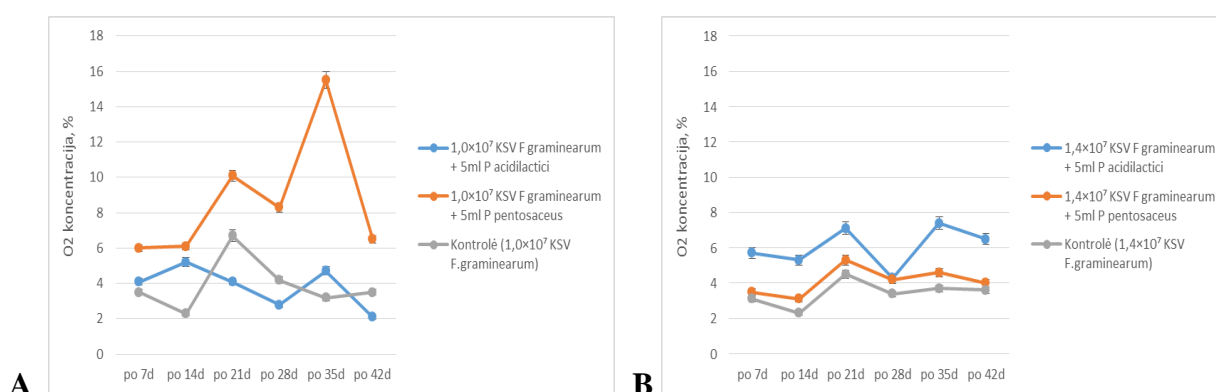 18
16
14
12
10
8
6
4
2
0
O2 koncentracija, %
po 7d po 14d po 21d po 28d po 35d po 42d
1,0×10⁷ KSV F graminearum
+ 5ml P acidilactici
1,0×10⁷ KSV F graminearum
+ 5ml P pentosaceus
Kontrolė (1,0×10⁷ KSV
F.graminearum)
A
18
16
14
12
10
8
6
4
2
0
O2 koncentracija, %
po 7d po 14d po 21d po 28d po 35d po 42d
1,4×10⁷ KSV F graminearum
+ 5ml P acidilactici
1,4×10⁷ KSV F graminearum
+ 5ml P pentosaceus
Kontrolė (1,4×10⁷ KSV
F.graminearum)
B